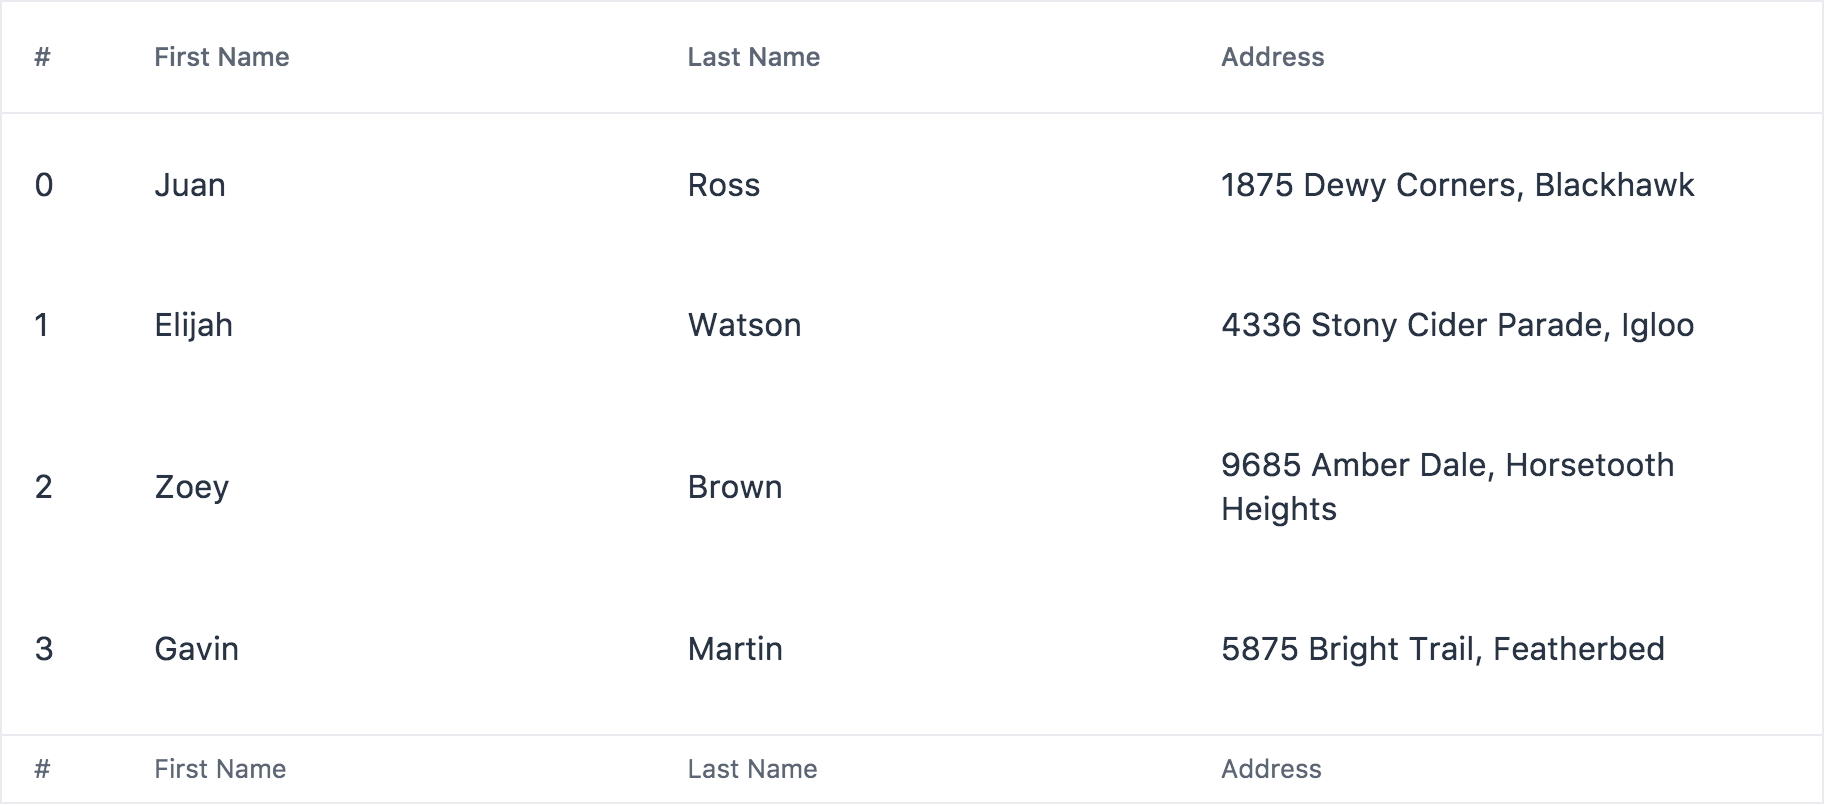 # First Name Last Name Address
0 Juan Ross 1875 Dewy Corners, Blackhawk
1 Elijah Watson 4336 Stony Cider Parade, Igloo
2 Zoey Brown 9685 Amber Dale, Horsetooth
Heights
3 Gavin Martin 5875 Bright Trail, Featherbed
# First Name Last Name Address